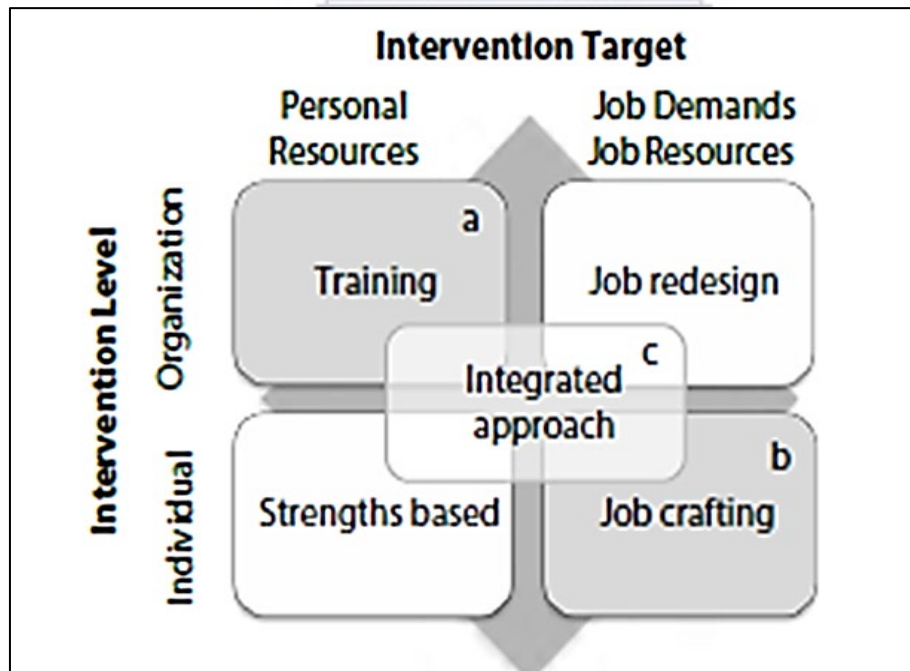 Intervention Target
Personal
Resources
Job Demands
Job Resources
Intervention Level
Organization
Individual
a
Training
Job redesign
c
Integrated
approach
b
Strengths based
Job crafting